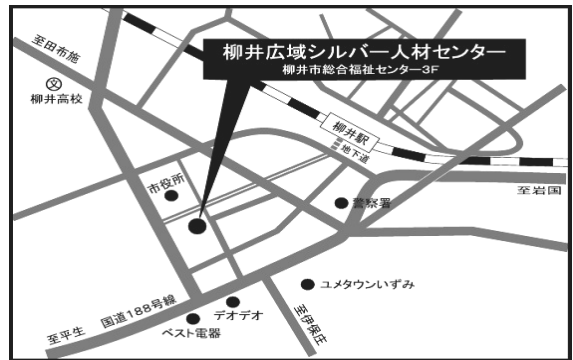 至田布施
柳井広域シルバー人材センター
柳井市総合福祉センター3F
文
柳井高校
柳井駅
地下道
市役所
至岩国
警察署
ユメタウンいずみ
デオデオ
国道188号線
ベスト電器
至平生
至伊保庄